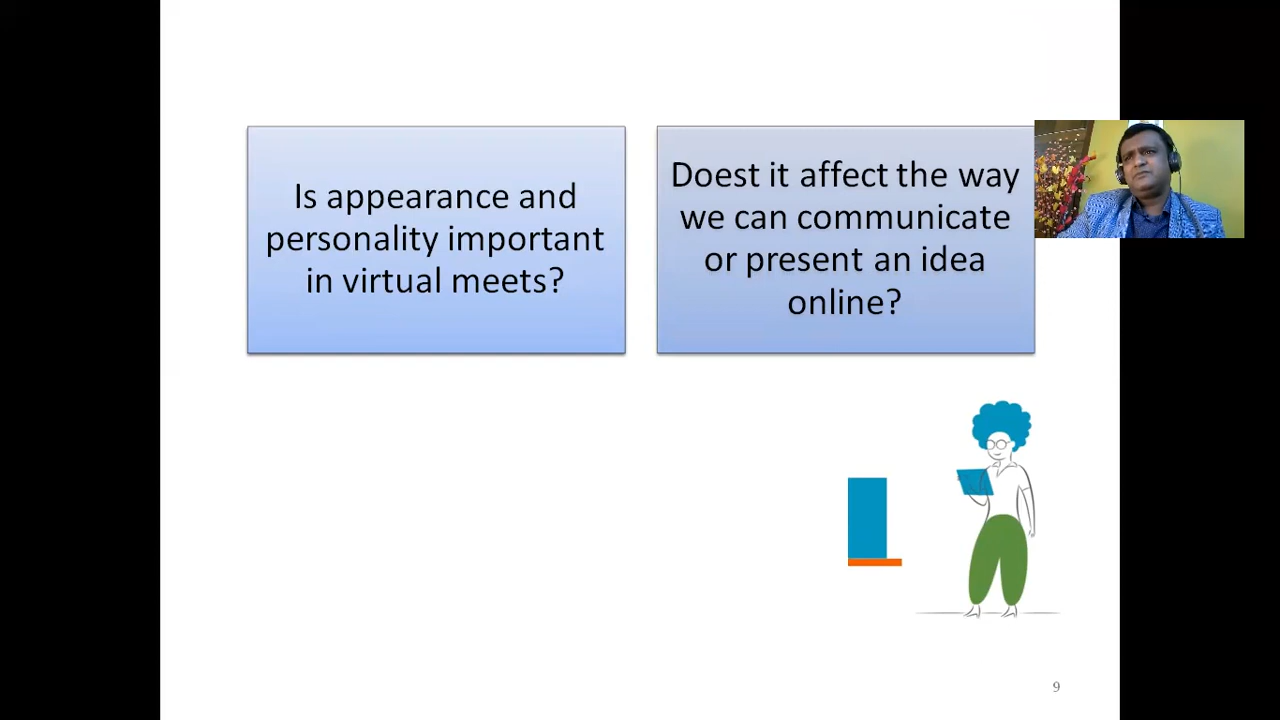 Is appearance and
personality important
in virtual meets?
Doest it affect the way
we can communicate
or present an idea
online?
9